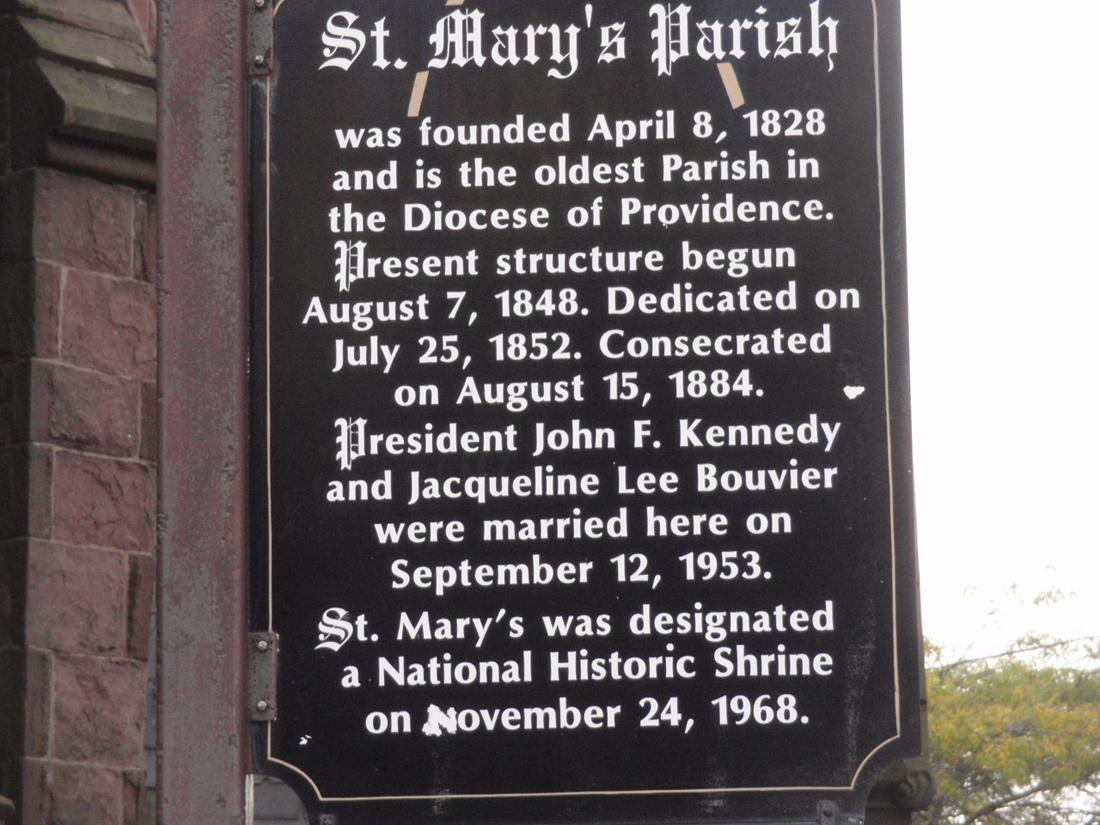 St. Mary's Parish
was founded April 8, 1828
and is the oldest Parish in
the Diocese of Providence.
Present structure begun
August 7, 1848. Dedicated on
July 25, 1852. Consecrated
on August 15, 1884.
President John F. Kennedy
and Jacqueline Lee Bouvier
were married here on
September 12, 1953.
St. Mary's was designated
a National Historic Shrine
on November 24, 1968.